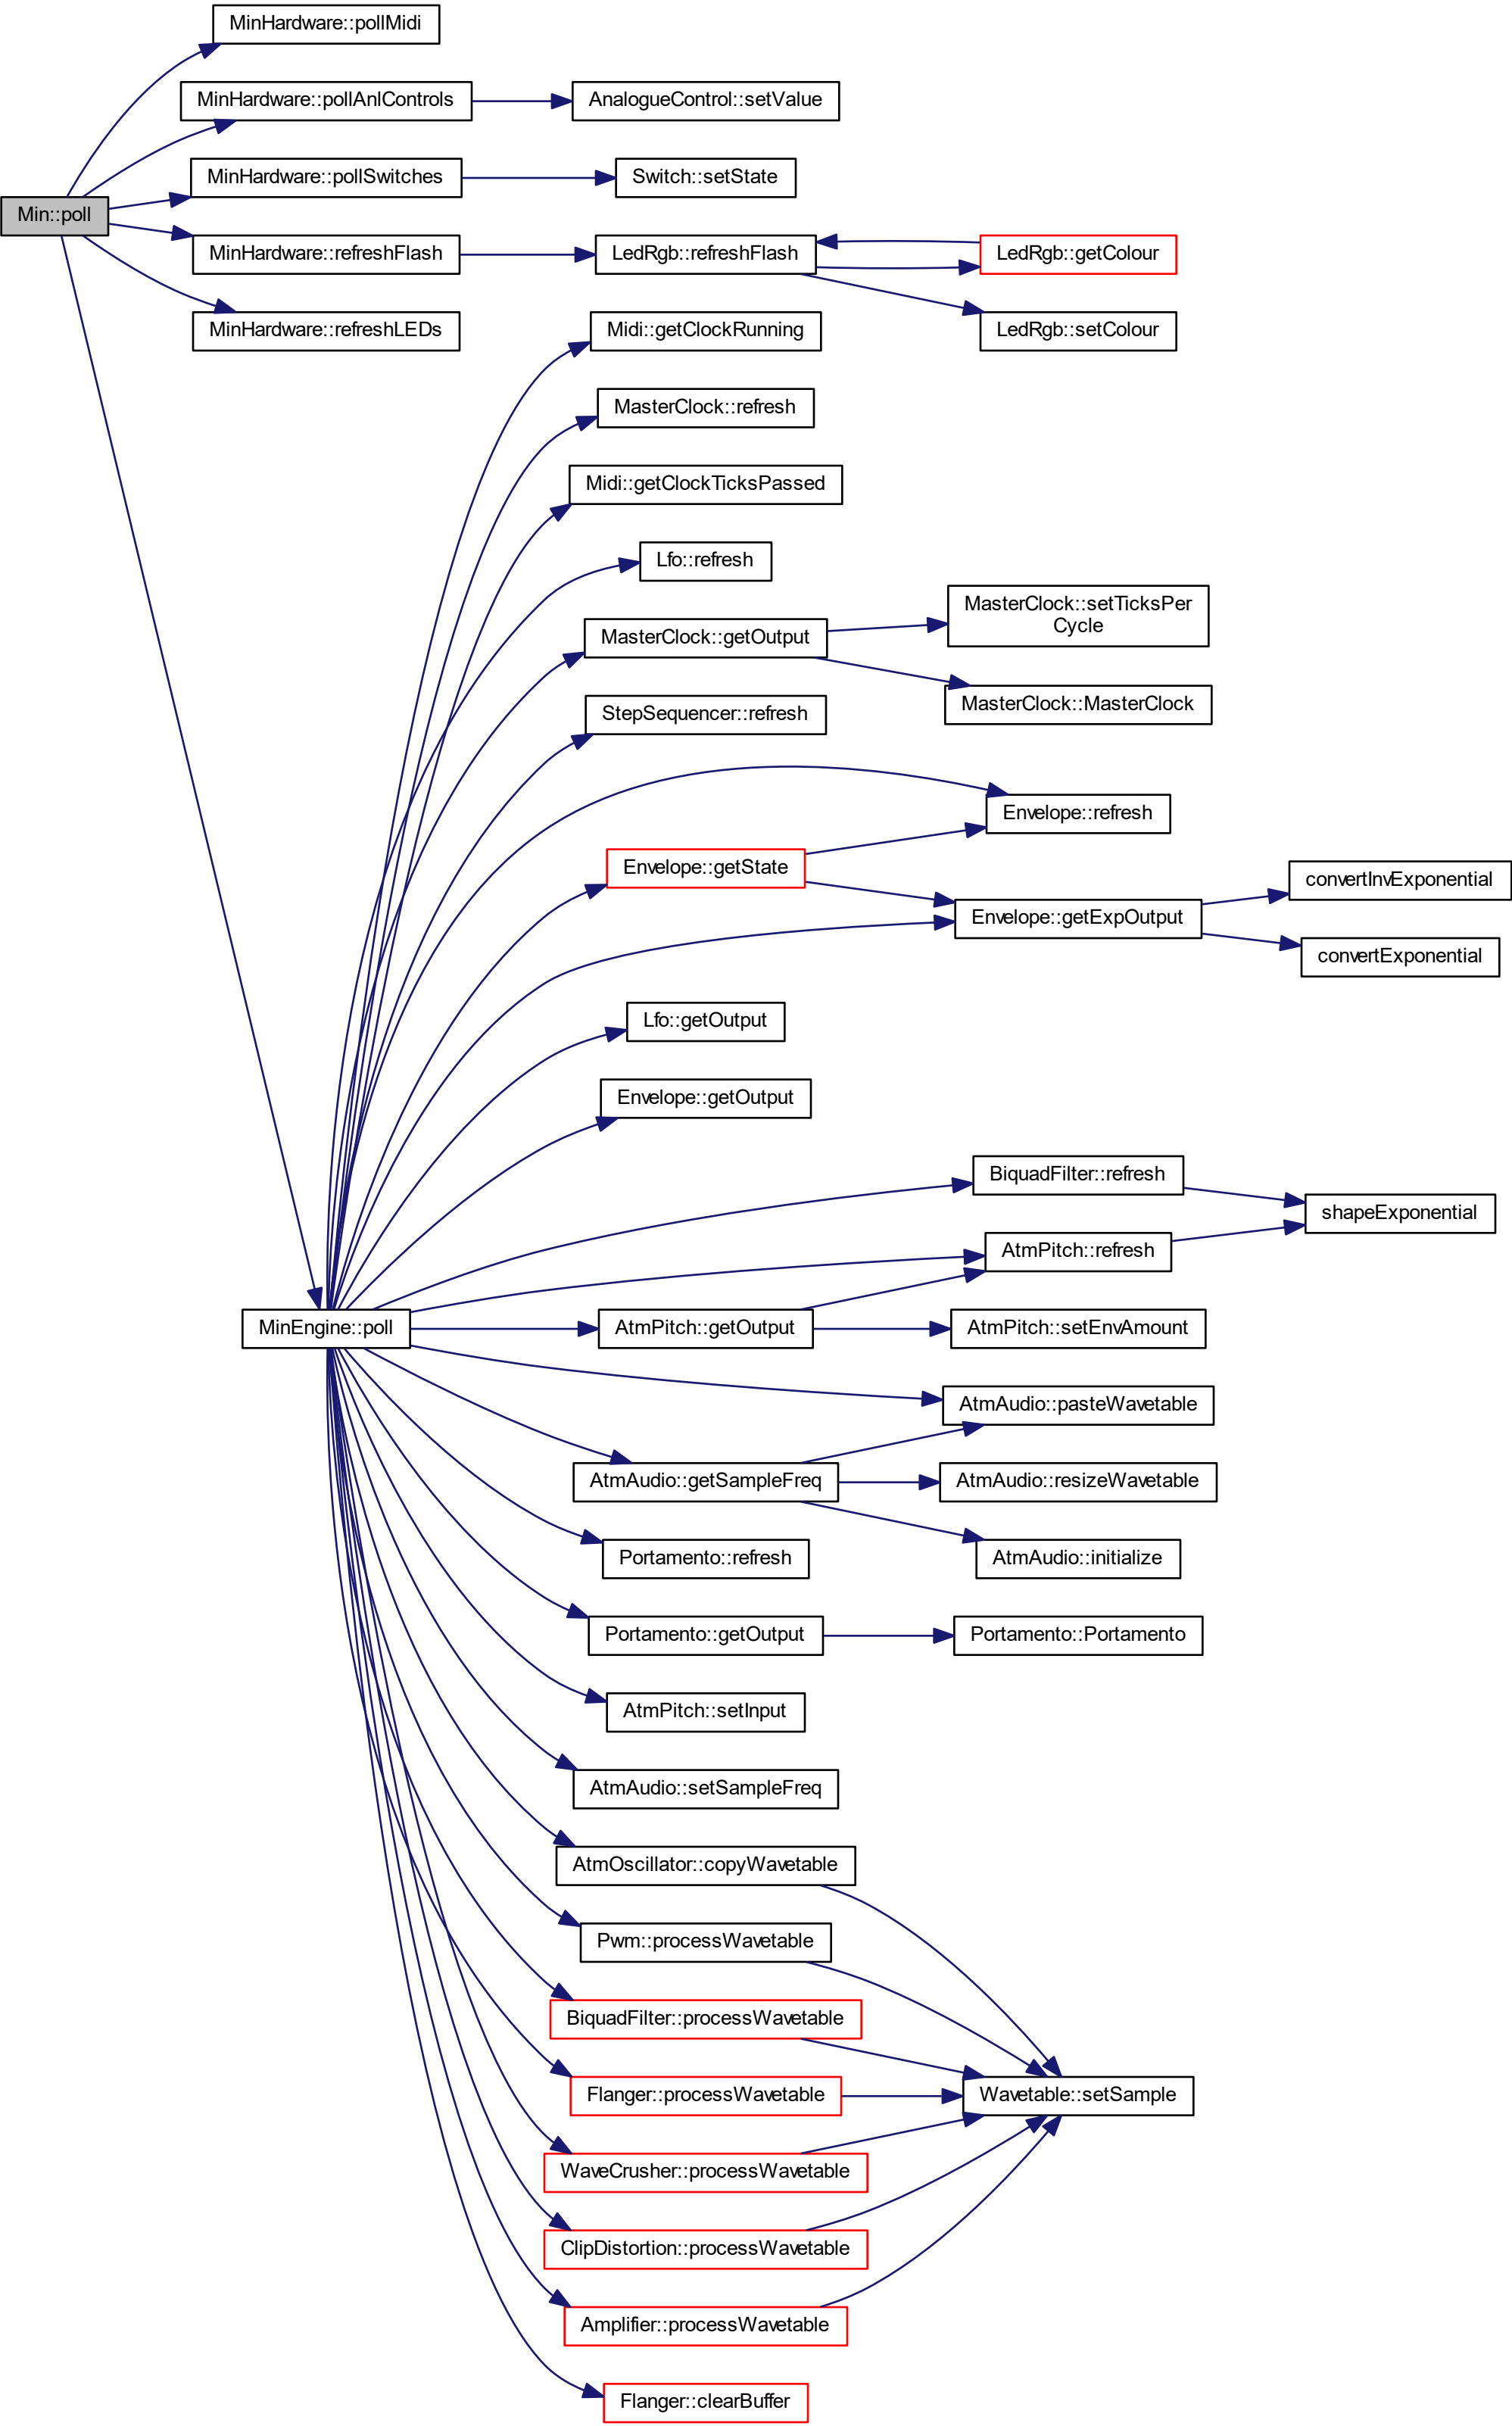 MinHardware::pollMidi
MinHardware::pollAnlControls
AnalogueControl::setValue
MinHardware::pollSwitches
Switch::setState
Min::poll
MinHardware::refreshFlash
LedRgb::refreshFlash
LedRgb::getColour
MinHardware::refreshLEDs
Midi::getClockRunning
LedRgb::setColour
MasterClock::refresh
Midi::getClockTicksPassed
Lfo::refresh
MasterClock::setTicksPer
Cycle
MasterClock::getOutput
MasterClock::MasterClock
StepSequencer::refresh
Envelope::refresh
Envelope::getState
convertInvExponential
Envelope::getExpOutput
convertExponential
Lfo::getOutput
Envelope::getOutput
BiquadFilter::refresh
shapeExponential
AtmPitch::refresh
MinEngine::poll
AtmPitch::getOutput
AtmPitch::setEnvAmount
AtmAudio::pasteWavetable
AtmAudio::getSampleFreq
AtmAudio::resizeWavetable
Portamento::refresh
AtmAudio::initialize
Portamento::getOutput
Portamento::Portamento
AtmPitch::setInput
AtmAudio::setSampleFreq
AtmOscillator::copyWavetable
Pwm::processWavetable
BiquadFilter::processWavetable
Flanger::processWavetable
Wavetable::setSample
WaveCrusher::processWavetable
ClipDistortion::processWavetable
Amplifier::processWavetable
Flanger::clearBuffer